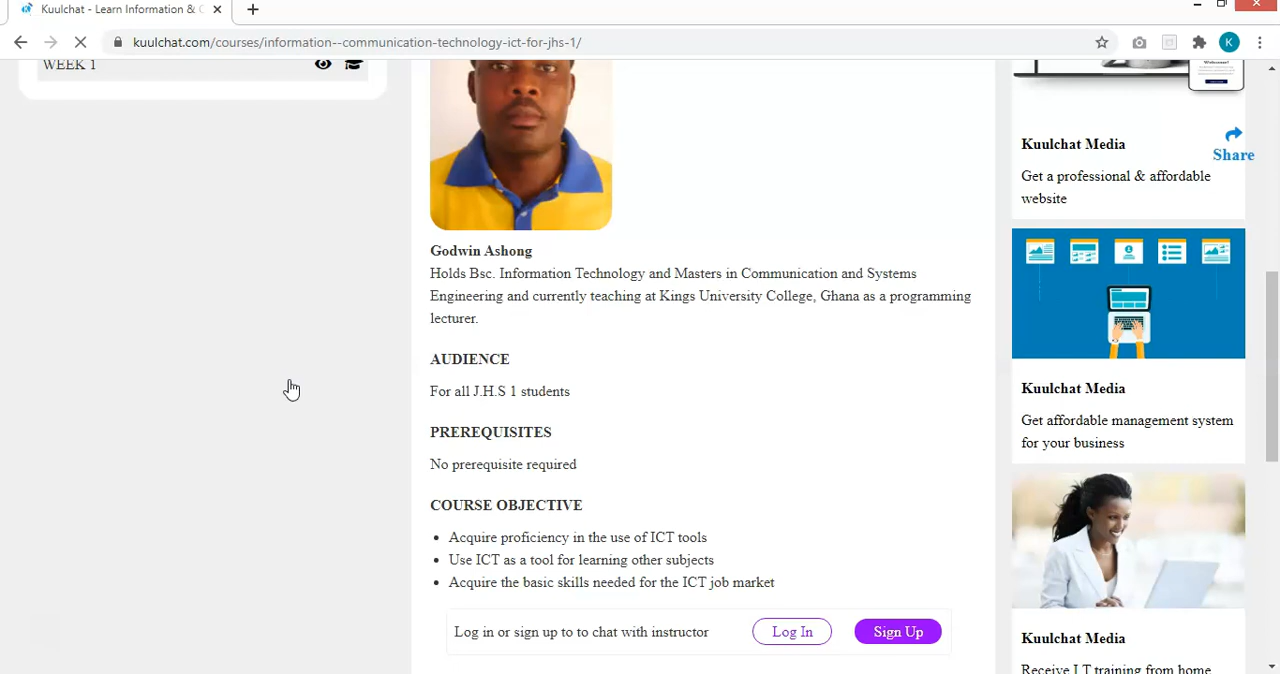 Kuulchat - Learn Information & C
kuulchat.com/courses/information--communication-technology-ict-for-jhs-1/
K
WEEK 1
Godwin Ashong
Holds Bsc. Information Technology and Masters in Communication and Systems
Engineering and currently teaching at Kings University College, Ghana as a programming
lecturer.
AUDIENCE
For all J.H.S 1 students
PREREQUISITES
No prerequisite required
COURSE OBJECTIVE
Acquire proficiency in the use of ICT tools
Use ICT as a tool for learning other subjects
Acquire the basic skills needed for the ICT job market
Log in or sign up to to chat with instructor
Log In
Sign Up
Kuulchat Media
Share
Get a professional & affordable
website
Kuulchat Media
Get affordable management system
for your business
Kuulchat Media
Receive I.T training from home